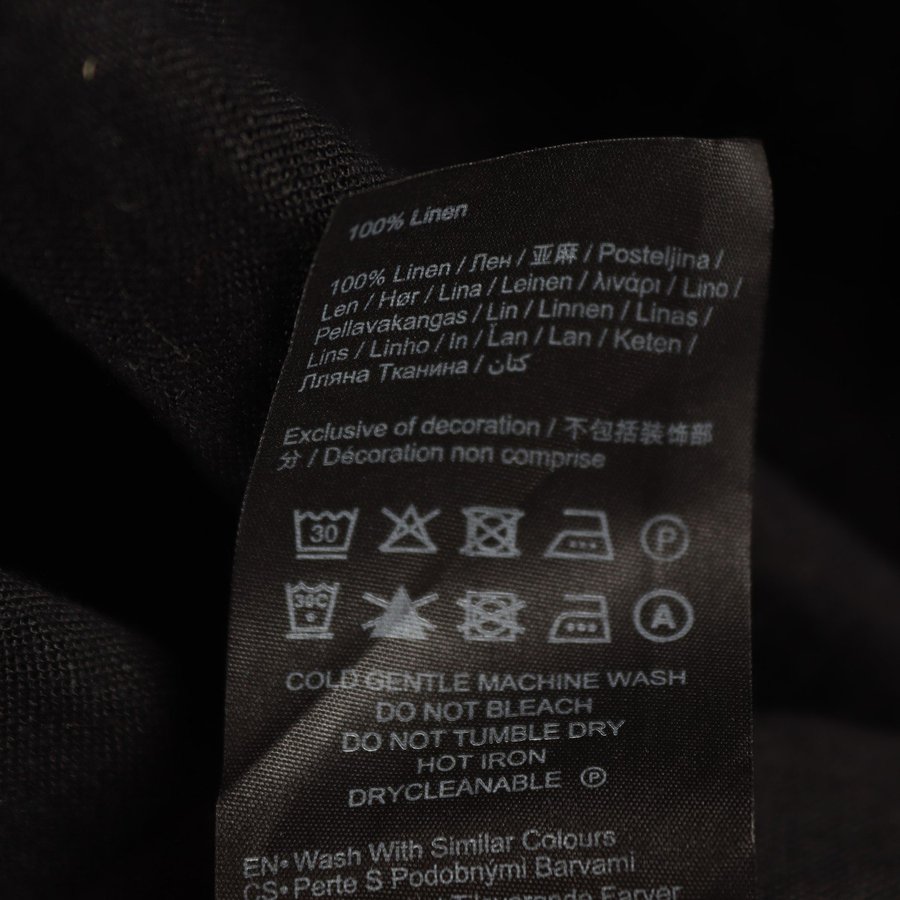 100% Linen
100% Linen / Лен / 亚麻 / Posteljina /
Len / Hør / Lina / Leinen / λινάρι / Lino /
Pellavakangas / Lin / Linnen / Linas /
Lins / Linho / In / Ľan / Lan / Keten /
Лляна Тканина / كتان
Exclusive of decoration / 不包括装饰部
分 / Décoration non comprise
30 P
30C A
COLD GENTLE MACHINE WASH
DO NOT BLEACH
DO NOT TUMBLE DRY
HOT IRON
DRYCLEANABLE Ⓟ
EN• Wash With Similar Colours
CS• Perte S Podobnými Barvami
Farver